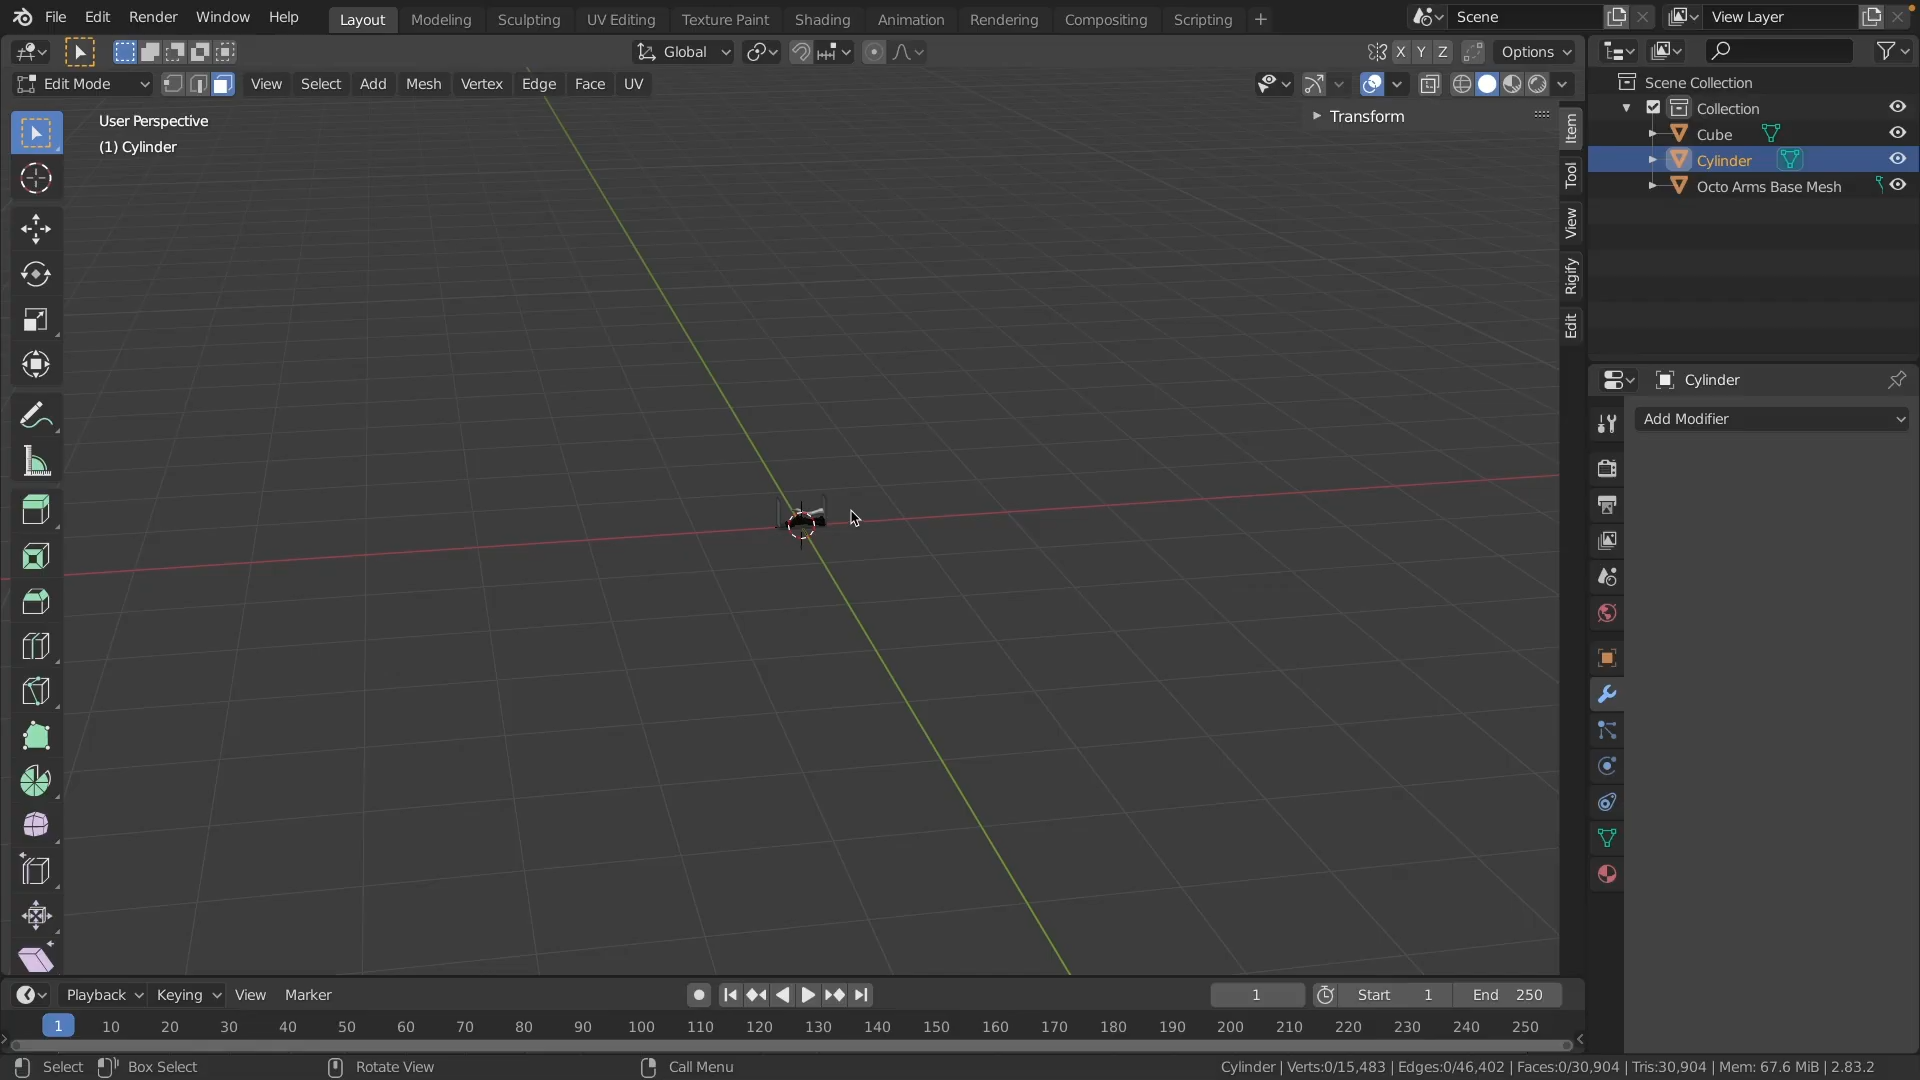 File Edit Render Window Help Layout Modeling Sculpting UV Editing Texture Paint Shading Animation Rendering Compositing Scripting + Scene View Layer
Global X Y Z Options
Edit Mode View Select Add Mesh Vertex Edge Face UV
User Perspective
(1) Cylinder
Transform
Item
Tool
View
Rigify
Edit
Scene Collection
Collection
Cube
Cylinder
Octo Arms Base Mesh
Cylinder
Add Modifier
Playback Keying View Marker 1 Start 1 End 250
1 10 20 30 40 50 60 70 80 90 100 110 120 130 140 150 160 170 180 190 200 210 220 230 240 250
Select Box Select Rotate View Call Menu Cylinder | Verts:0/15,483 | Edges:0/46,402 | Faces:0/30,904 | Tris:30,904 | Mem: 67.6 MiB | 2.83.2